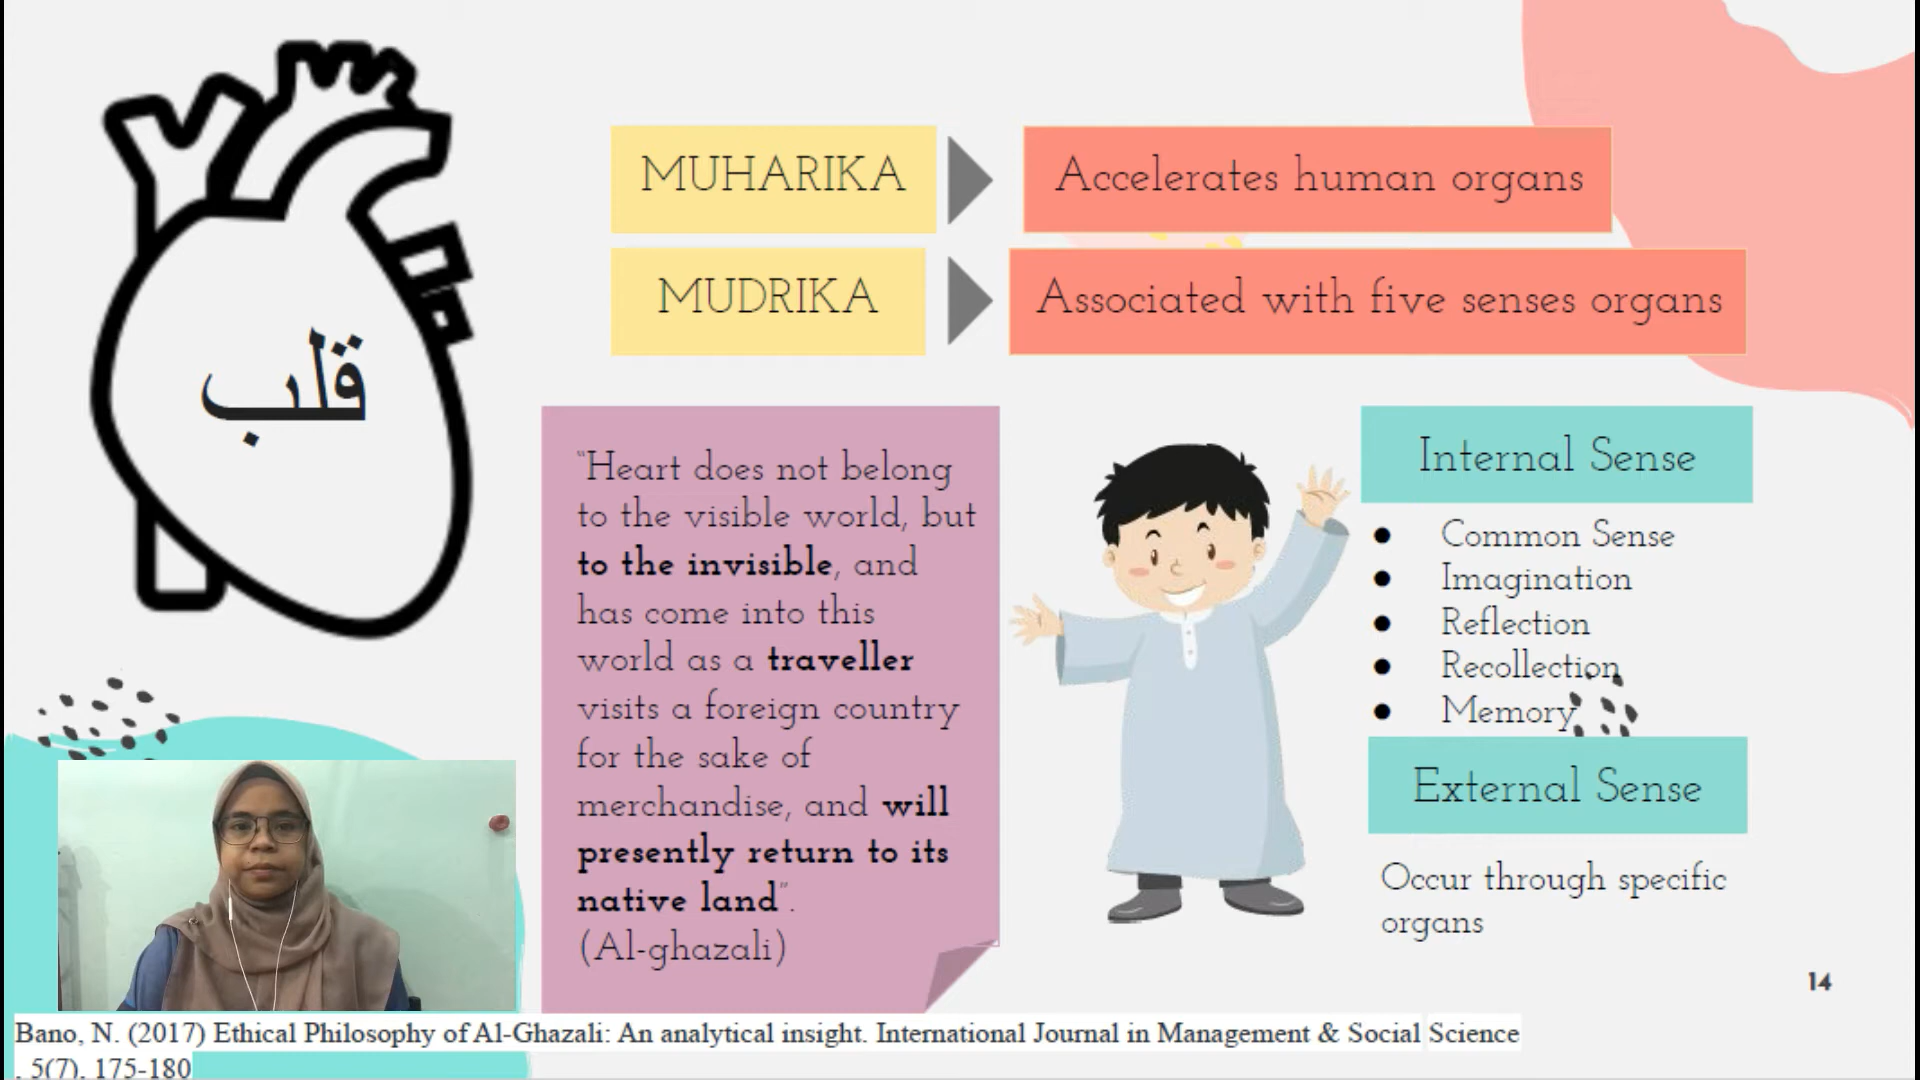 قلب
MUHARIKA
Accelerates human organs
MUDRIKA
Associated with five senses organs
"Heart does not belong
to the visible world, but
to the invisible, and
has come into this
world as a traveller
visits a foreign country
for the sake of
merchandise, and will
presently return to its
native land".
(Al-ghazali)
Internal Sense
● Common Sense
● Imagination
● Reflection
● Recollection
● Memory
External Sense
Occur through specific
organs
14
Bano, N. (2017) Ethical Philosophy of Al-Ghazali: An analytical insight. International Journal in Management & Social Science
, 5(7), 175-180